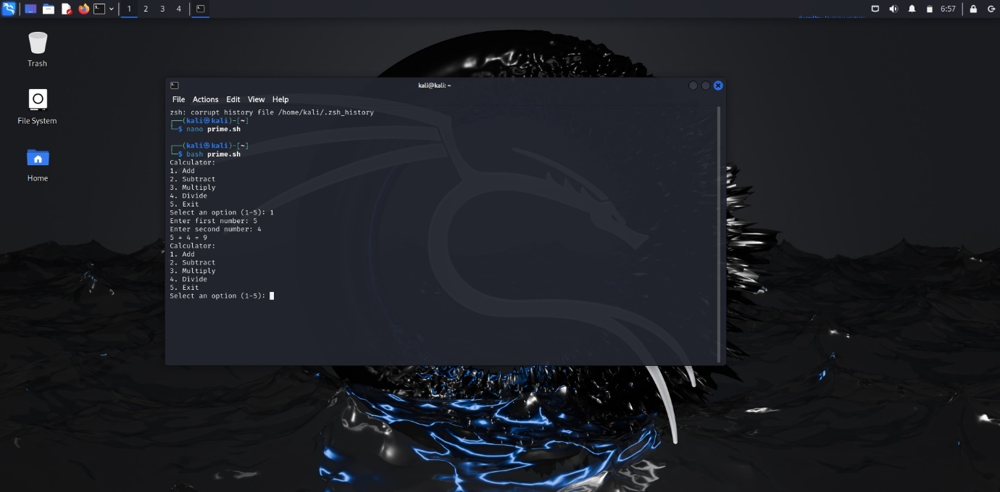 1 2 3 4
6:57
Trash
File System
Home
kali@kali: ~
File Actions Edit View Help
zsh: corrupt history file /home/kali/.zsh_history
┌──(kali㉿kali)-[~]
└─$ nano prime.sh
┌──(kali㉿kali)-[~]
└─$ bash prime.sh
Calculator:
1. Add
2. Subtract
3. Multiply
4. Divide
5. Exit
Select an option (1-5): 1
Enter first number: 5
Enter second number: 4
5 + 4 = 9
Calculator:
1. Add
2. Subtract
3. Multiply
4. Divide
5. Exit
Select an option (1-5):